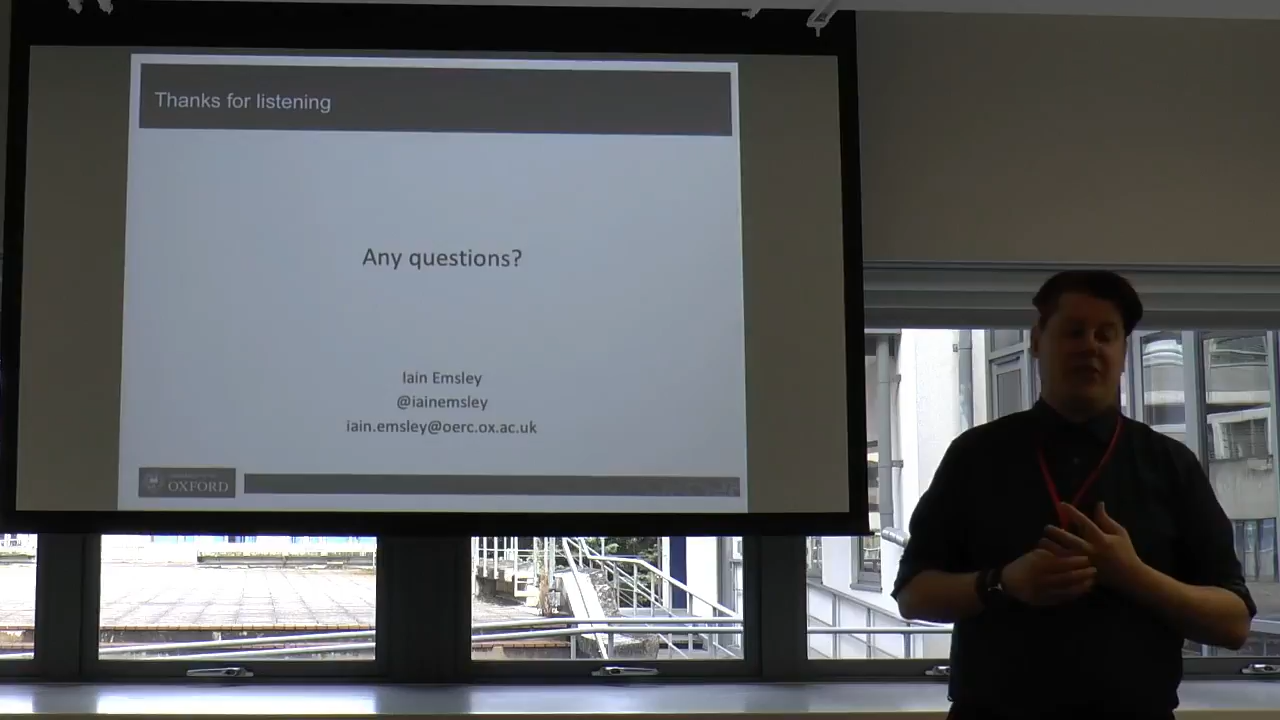 Thanks for listening
Any questions?
Iain Emsley
@iainemsley
iain.emsley@oerc.ox.ac.uk
OXFORD